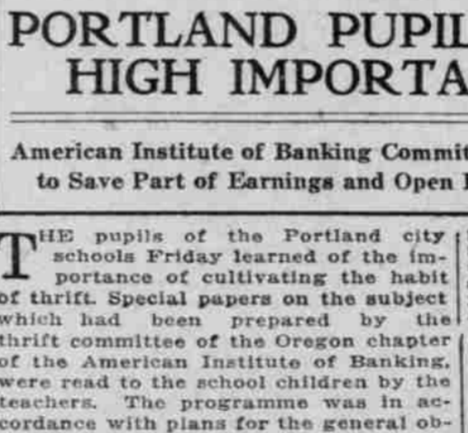 PORTLAND PUPIL
HIGH IMPORTA
American Institute of Banking Commit
to Save Part of Earnings and Open
THE pupils of the Portland city
schools Friday learned of the im-
portance of cultivating the habit
of thrift. Special papers on the subject
which had been prepared by the
thrift committee of the Oregon chapter
of the American Institute of Banking,
were read to the school children by the
teachers. The programme was in ac-
cordance with plans for the general ob-